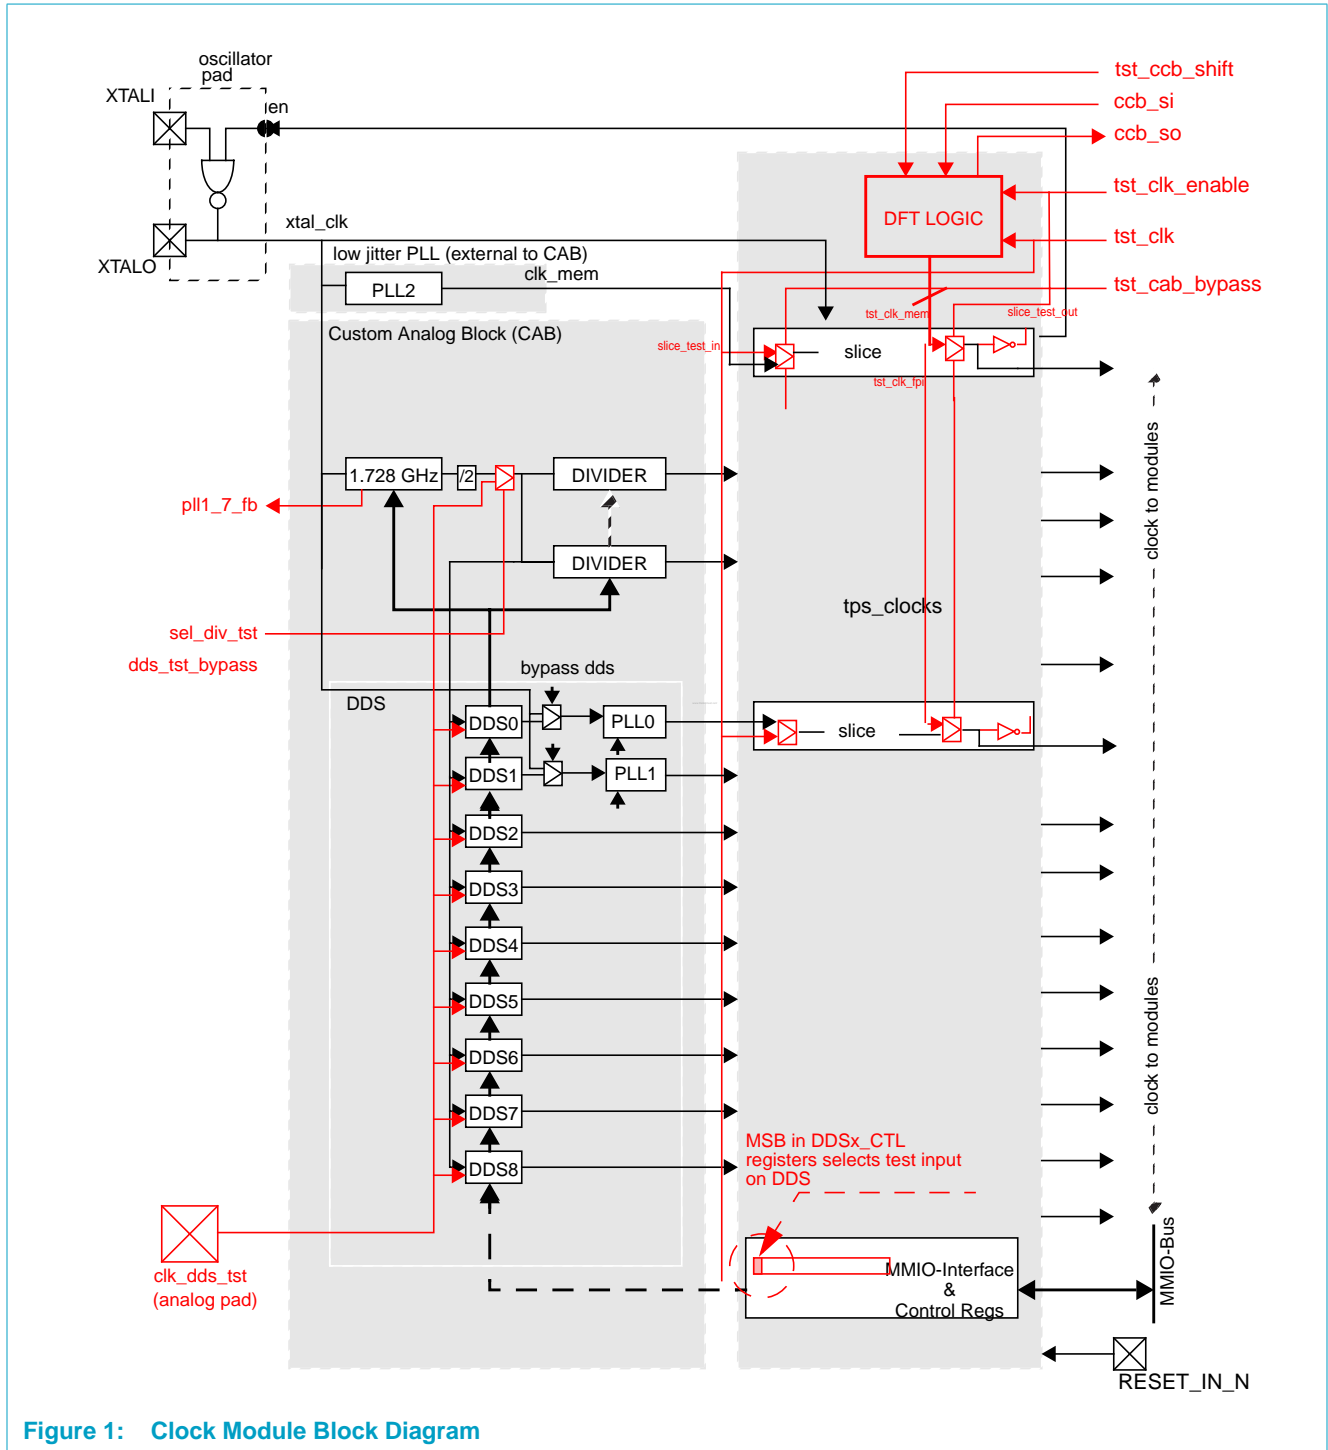 oscillator
pad
XTALI
en
XTALO
xtal_clk
low jitter PLL (external to CAB)
clk_mem
PLL2
Custom Analog Block (CAB)
tst_ccb_shift
ccb_si
ccb_so
tst_clk_enable
tst_clk
tst_cab_bypass
DFT LOGIC
tst_clk_mem
slice_test_out
slice_test_in
slice
tst_clk_fpi
1.728 GHz
/2
DIVIDER
pll1_7_fb
DIVIDER
clock to modules
tps_clocks
sel_div_tst
dds_tst_bypass
bypass dds
DDS
DDS0
PLL0
slice
DDS1
PLL1
DDS2
DDS3
DDS4
DDS5
DDS6
DDS7
DDS8
clock to modules
MSB in DDSx_CTL
registers selects test input
on DDS
clk_dds_tst
(analog pad)
MMIO-Interface
&
Control Regs
MMIO-Bus
RESET_IN_N
Figure 1: Clock Module Block Diagram